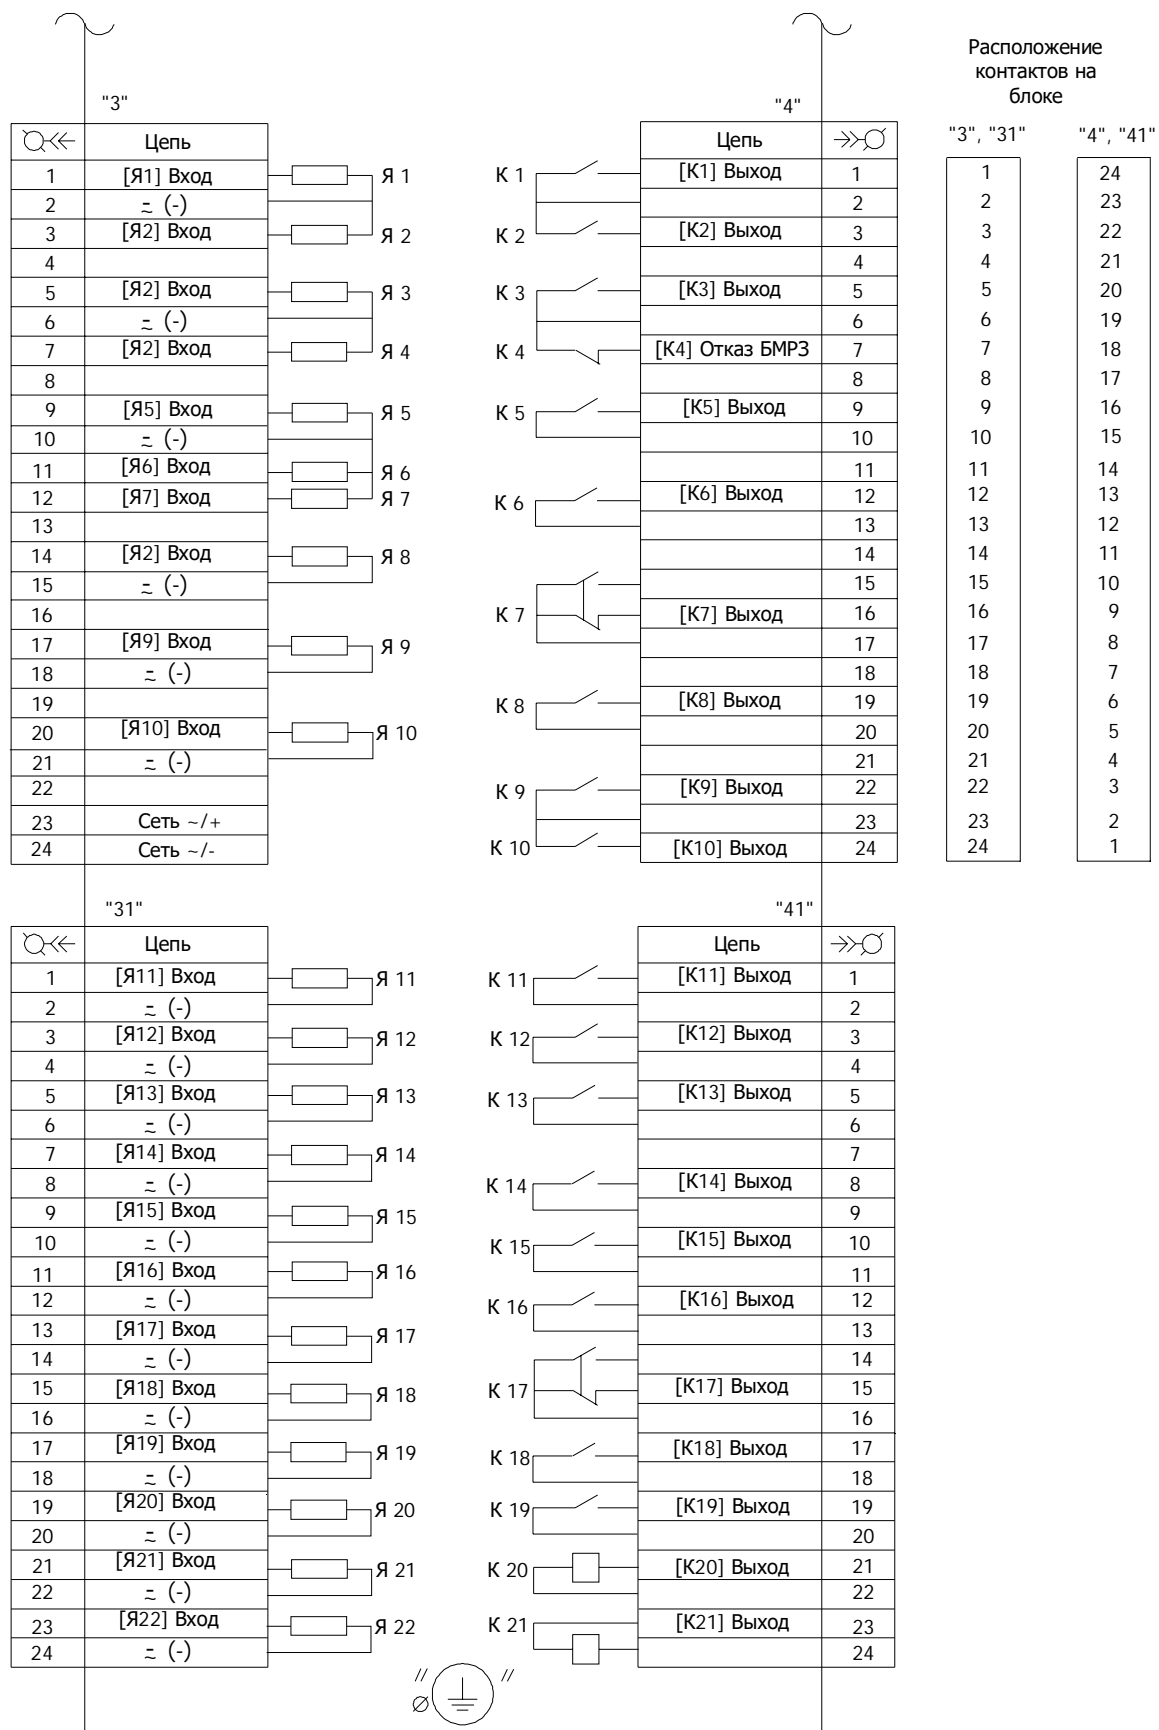 Расположение
контактов на
блоке
"3"
Цепь
1 [Я1] Вход Я 1
2 ~ (-)
3 [Я2] Вход Я 2
4
5 [Я2] Вход Я 3
6 ~ (-)
7 [Я2] Вход Я 4
8
9 [Я5] Вход Я 5
10 ~ (-)
11 [Я6] Вход Я 6
12 [Я7] Вход Я 7
13
14 [Я2] Вход Я 8
15 ~ (-)
16
17 [Я9] Вход Я 9
18 ~ (-)
19
20 [Я10] Вход Я 10
21 ~ (-)
22
23 Сеть ~/+
24 Сеть ~/-
"4"
Цепь
К 1 [К1] Выход 1
2
К 2 [К2] Выход 3
4
К 3 [К3] Выход 5
6
К 4 [К4] Отказ БМРЗ 7
8
К 5 [К5] Выход 9
10
11
К 6 [К6] Выход 12
13
14
15
К 7 [К7] Выход 16
17
18
К 8 [К8] Выход 19
20
21
К 9 [К9] Выход 22
23
К 10 [К10] Выход 24
"3", "31" "4", "41"
1 24
2 23
3 22
4 21
5 20
6 19
7 18
8 17
9 16
10 15
11 14
12 13
13 12
14 11
15 10
16 9
17 8
18 7
19 6
20 5
21 4
22 3
23 2
24 1
"31"
Цепь
1 [Я11] Вход Я 11
2 ~ (-)
3 [Я12] Вход Я 12
4 ~ (-)
5 [Я13] Вход Я 13
6 ~ (-)
7 [Я14] Вход Я 14
8 ~ (-)
9 [Я15] Вход Я 15
10 ~ (-)
11 [Я16] Вход Я 16
12 ~ (-)
13 [Я17] Вход Я 17
14 ~ (-)
15 [Я18] Вход Я 18
16 ~ (-)
17 [Я19] Вход Я 19
18 ~ (-)
19 [Я20] Вход Я 20
20 ~ (-)
21 [Я21] Вход Я 21
22 ~ (-)
23 [Я22] Вход Я 22
24 ~ (-)
"41"
Цепь
К 11 [К11] Выход 1
2
К 12 [К12] Выход 3
4
К 13 [К13] Выход 5
6
7
К 14 [К14] Выход 8
9
К 15 [К15] Выход 10
11
К 16 [К16] Выход 12
13
14
К 17 [К17] Выход 15
16
К 18 [К18] Выход 17
18
К 19 [К19] Выход 19
20
К 20 [К20] Выход 21
22
К 21 [К21] Выход 23
24